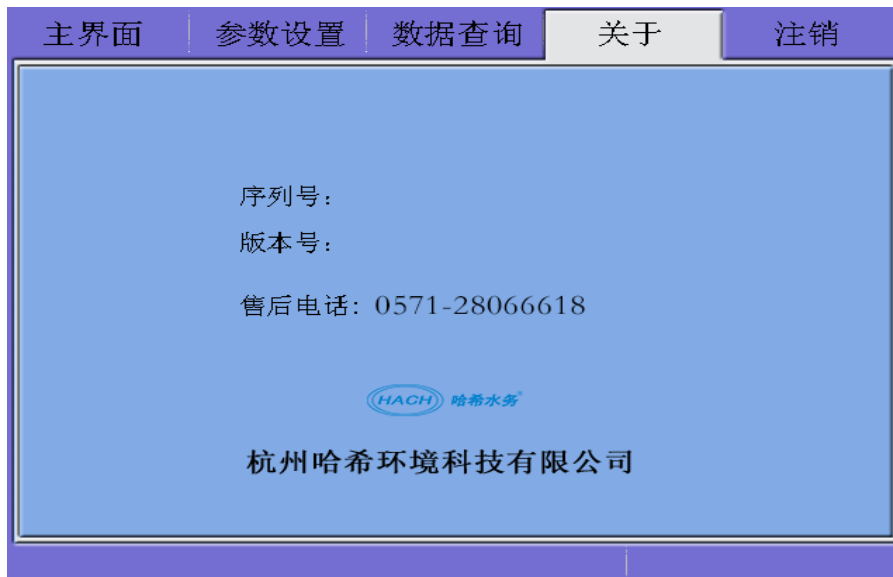 主界面 参数设置 数据查询 关于 注销
序列号：
版本号：
售后电话：0571-28066618
HACH 哈希水务
杭州哈希环境科技有限公司